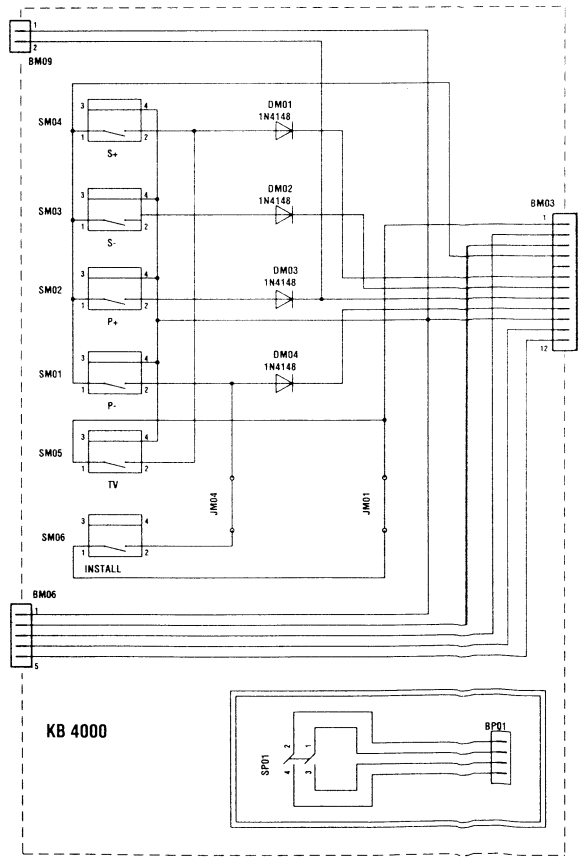 1
2
BM09
3 4
SM04
1 2
S+
DM01
1N4148
3 4
SM03
1 2
S-
DM02
1N4148
BM03
1
12
3 4
SM02
1 2
P+
DM03
1N4148
3 4
SM01
1 2
P-
DM04
1N4148
3 4
SM05
1 2
TV
JM04
JM01
3 4
SM06
1 2
INSTALL
BM06
1
5
KB 4000
SP01
2 1
4 3
BP01